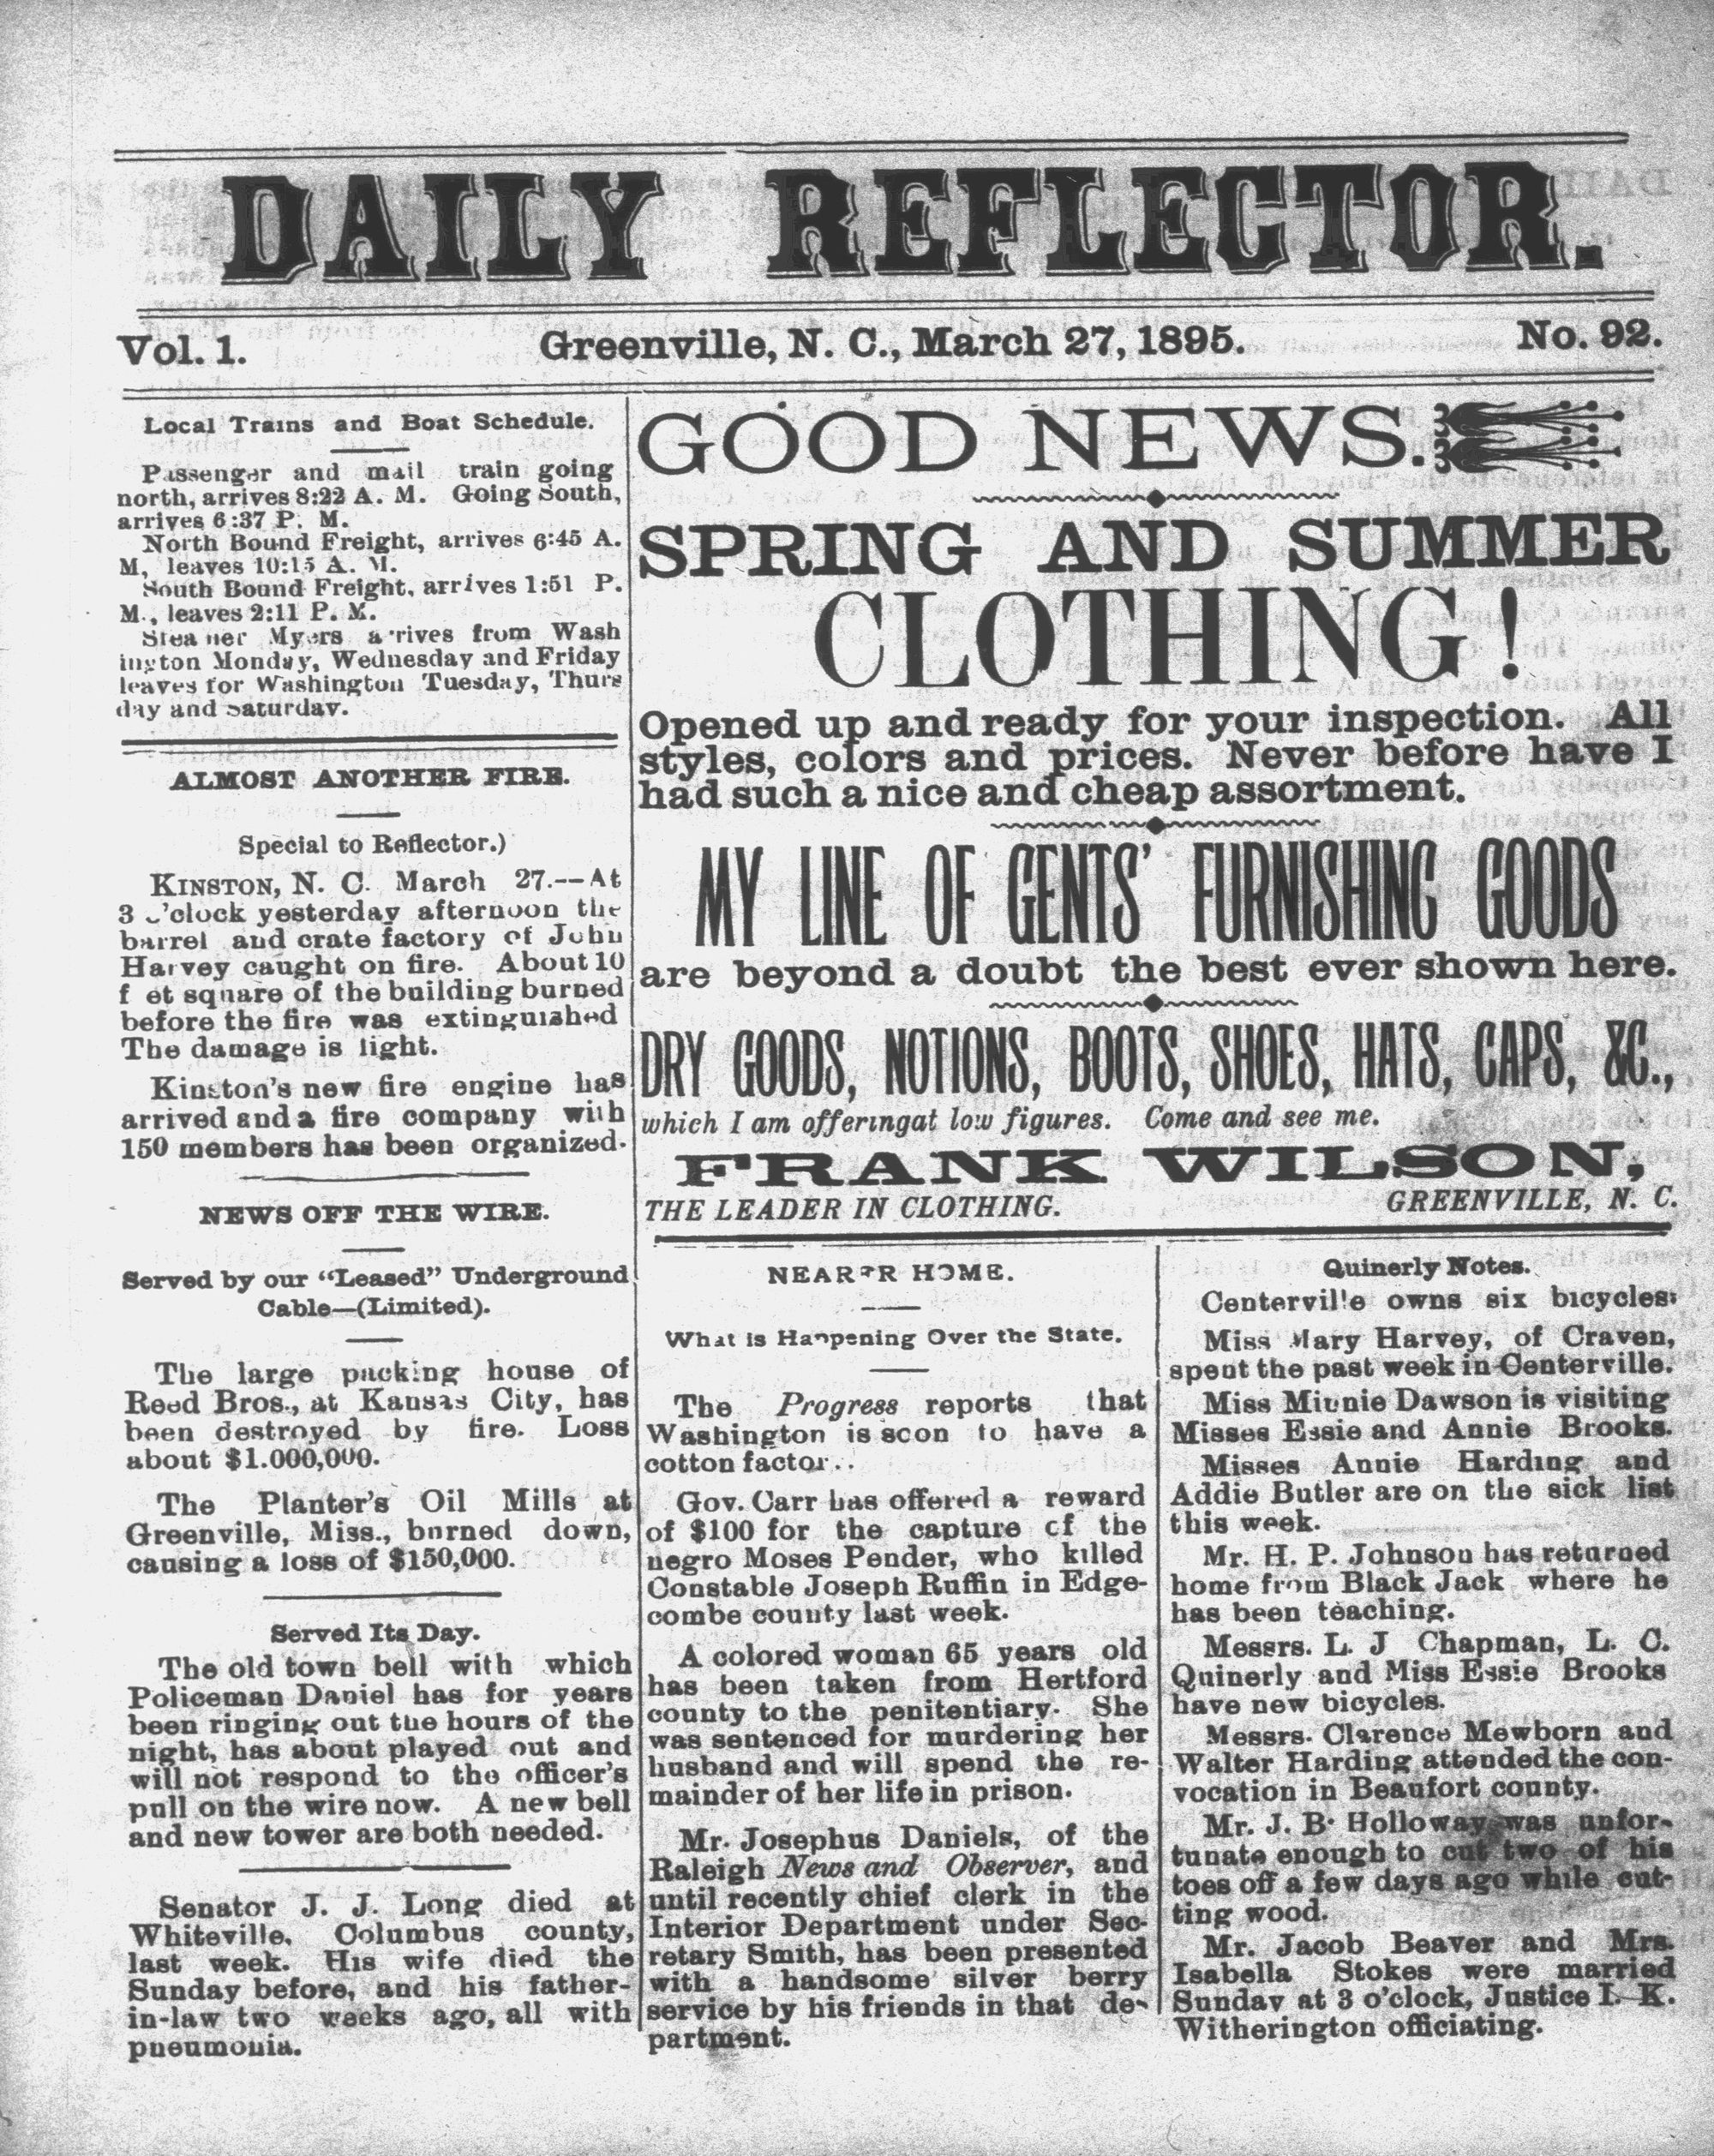 DAILY REFLECTOR.
Vol. 1. Greenville, N. C., March 27, 1895. No. 92.
Local Trains and Boat Schedule.
Passenger and mail train going
north, arrives 8:22 A. M. Going South,
arrives 6:37 P. M.
North Bound Freight, arrives 6:45 A.
M, leaves 10:15 A. M.
South Bound Freight, arrives 1:51 P.
M., leaves 2:11 P. M.
Steamer Myers arrives from Wash
ington Monday, Wednesday and Friday
leaves for Washington Tuesday, Thurs
day and Saturday.
ALMOST ANOTHER FIRE.
Special to Reflector.)
KINSTON, N. C. March 27.--At
3 o'clock yesterday afternoon the
barrel and crate factory of John
Harvey caught on fire. About 10
f et square of the building burned
before the fire was extinguished
The damage is light.
Kinston's new fire engine has
arrived and a fire company with
150 members has been organized.
NEWS OFF THE WIRE.
Served by our "Leased" Underground
Cable—(Limited).
The large packing house of
Reed Bros., at Kansas City, has
been destroyed by fire. Loss
about $1.000,000.
The Planter's Oil Mills at
Greenville, Miss., burned down,
causing a loss of $150,000.
Served Its Day.
The old town bell with which
Policeman Daniel has for years
been ringing out the hours of the
night, has about played out and
will not respond to the officer's
pull on the wire now. A new bell
and new tower are both needed.
Senator J. J. Long died at
Whiteville, Columbus county,
last week. His wife died the
Sunday before, and his father-
in-law two weeks ago, all with
pneumonia.
GOOD NEWS.
SPRING AND SUMMER
CLOTHING!
Opened up and ready for your inspection. All
styles, colors and prices. Never before have I
had such a nice and cheap assortment.
MY LINE OF GENTS' FURNISHING GOODS
are beyond a doubt the best ever shown here.
DRY GOODS, NOTIONS, BOOTS, SHOES, HATS, CAPS, &C.,
which I am offeringat low figures. Come and see me.
FRANK WILSON,
THE LEADER IN CLOTHING. GREENVILLE, N. C.
NEARER HOME.
What is Happening Over the State.
The Progress reports that
Washington is soon to have a
cotton factor..
Gov. Carr has offered a reward
of $100 for the capture of the
negro Moses Pender, who killed
Constable Joseph Ruffin in Edge-
combe county last week.
A colored woman 65 years old
has been taken from Hertford
county to the penitentiary. She
was sentenced for murdering her
husband and will spend the re-
mainder of her life in prison.
Mr. Josephus Daniels, of the
Raleigh News and Observer, and
until recently chief clerk in the
Interior Department under Sec-
retary Smith, has been presented
with a handsome silver berry
service by his friends in that de-
partment.
Quinerly Notes.
Centerville owns six bicycles:
Miss Mary Harvey, of Craven,
spent the past week in Centerville.
Miss Minnie Dawson is visiting
Misses Essie and Annie Brooks.
Misses Annie Harding and
Addie Butler are on the sick list
this week.
Mr. H. P. Johnson has returned
home from Black Jack where he
has been teaching.
Messrs. L. J Chapman, L. C.
Quinerly and Miss Essie Brooks
have new bicycles.
Messrs. Clarence Mewborn and
Walter Harding attended the con-
vocation in Beaufort county.
Mr. J. B. Holloway was unfor-
tunate enough to cut two of his
toes off a few days ago while cut-
ting wood.
Mr. Jacob Beaver and Mrs.
Isabella Stokes were married
Sunday at 3 o'clock, Justice I. K.
Witherington officiating.